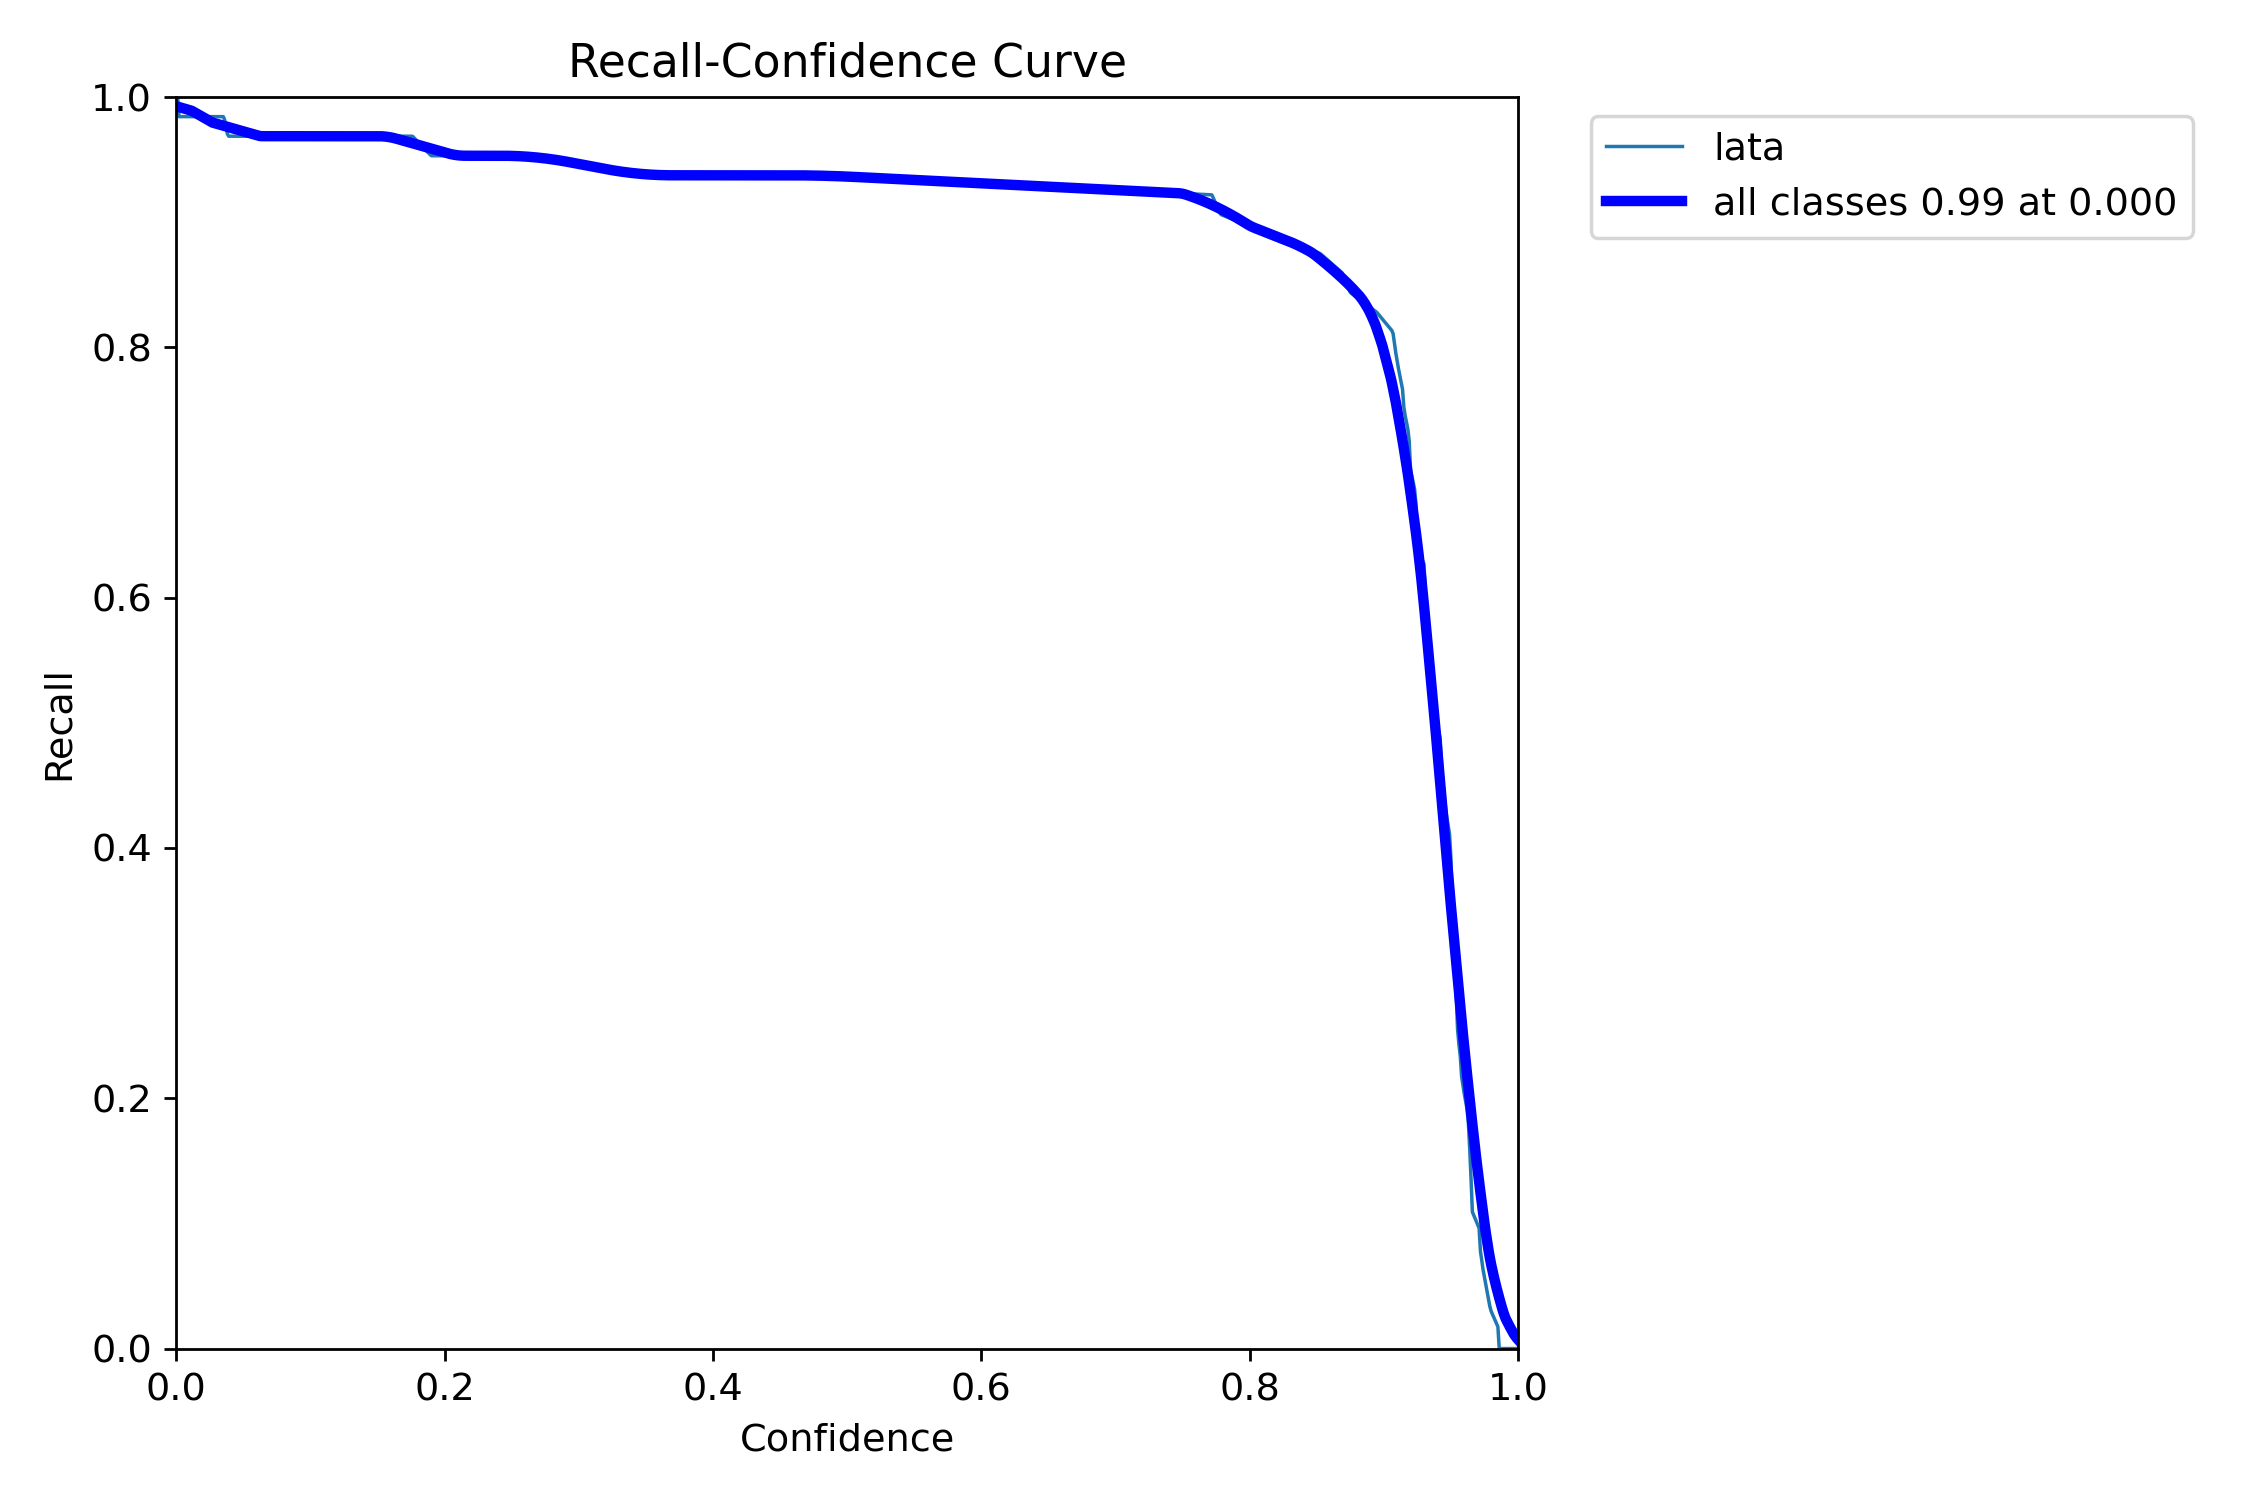 Recall-Confidence Curve
lata
all classes 0.99 at 0.000
Recall
1.0
0.8
0.6
0.4
0.2
0.0
0.0 0.2 0.4 0.6 0.8 1.0
Confidence